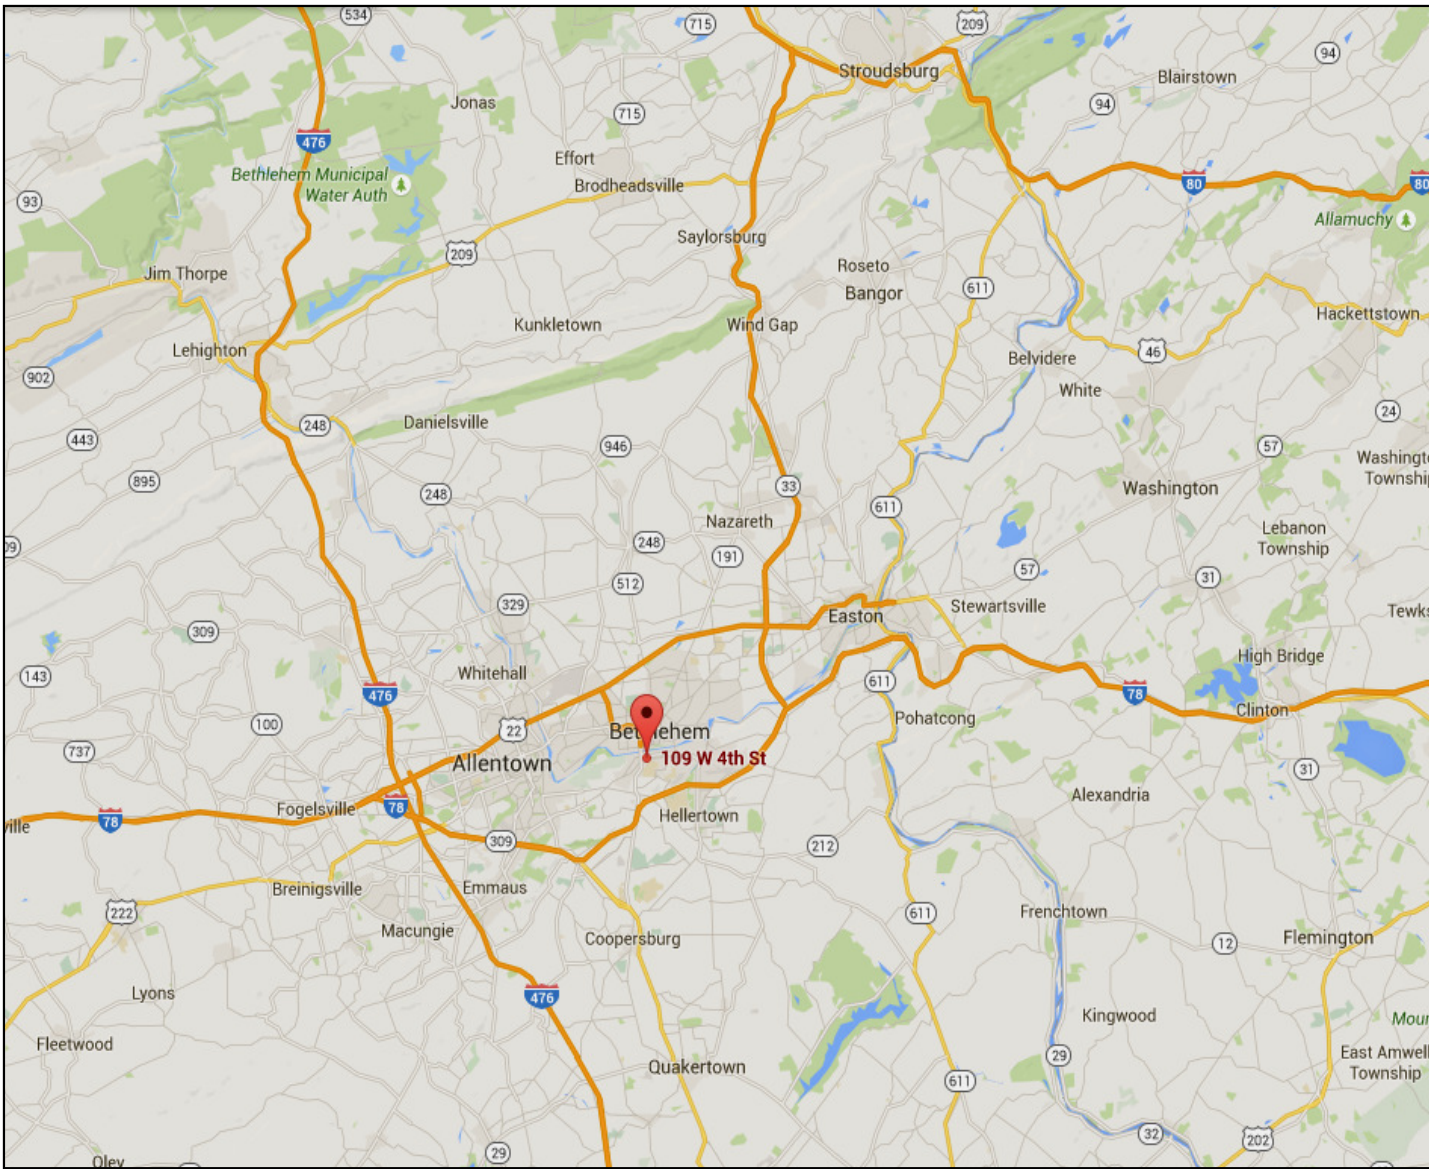 534
715
209
Stroudsburg
94
Blairstown
Jonas
715
94
476
Effort
Bethlehem Municipal
Water Auth
Brodheadsville
80
80
93
Allamuchy
Saylorsburg
209
Jim Thorpe
Roseto
Bangor
611
Kunkletown
Wind Gap
Hackettstown
Lehighton
Belvidere
46
902
White
24
Danielsville
248
443
946
57
Washingt
Townshi
895
33
Washington
248
611
Nazareth
Lebanon
Township
09
248
191
57
31
512
329
Stewartsville
Tewks
Easton
309
High Bridge
Whitehall
143
611
476
78
Clinton
Pohatcong
100
22
Bethlehem
737
109 W 4th St
Allentown
31
Alexandria
Fogelsville
78
78
Hellertown
ville
309
212
Breinigsville
Emmaus
222
611
Frenchtown
Macungie
Coopersburg
12
Flemington
Lyons
476
Kingwood
Moun
Fleetwood
29
East Amwell
Township
Quakertown
611
32
202
29
Oley